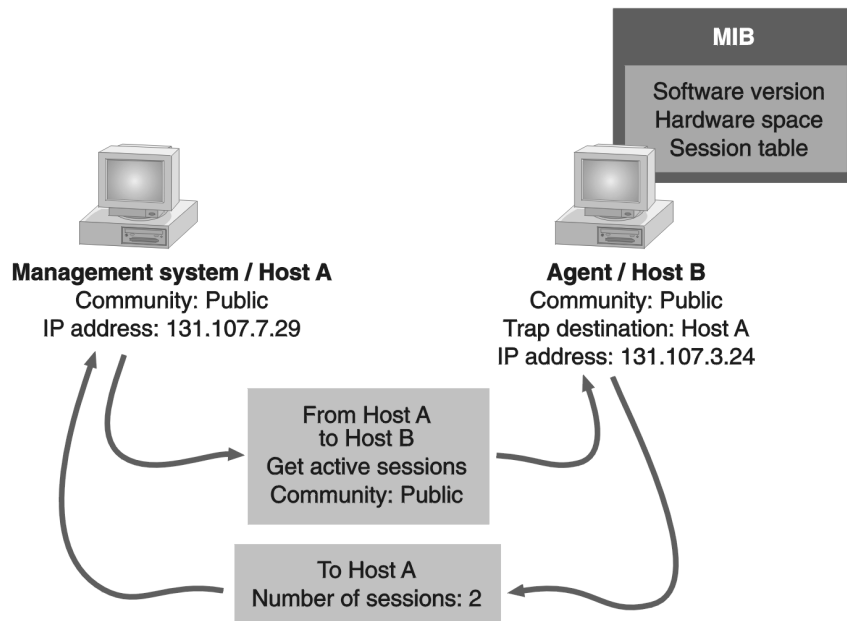 MIB
Software version
Hardware space
Session table
Management system / Host A
Community: Public
IP address: 131.107.7.29
Agent / Host B
Community: Public
Trap destination: Host A
IP address: 131.107.3.24
From Host A
to Host B
Get active sessions
Community: Public
To Host A
Number of sessions: 2